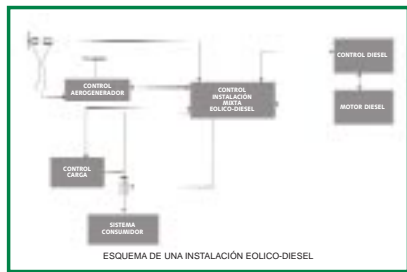 CONTROL DIESEL
CONTROL
AEROGENERADOR
CONTROL
INSTALACIÓN
MIXTA
EOLICO-DIESEL
MOTOR DIESEL
CONTROL
CARGA
SISTEMA
CONSUMIDOR
ESQUEMA DE UNA INSTALACIÓN EOLICO-DIESEL